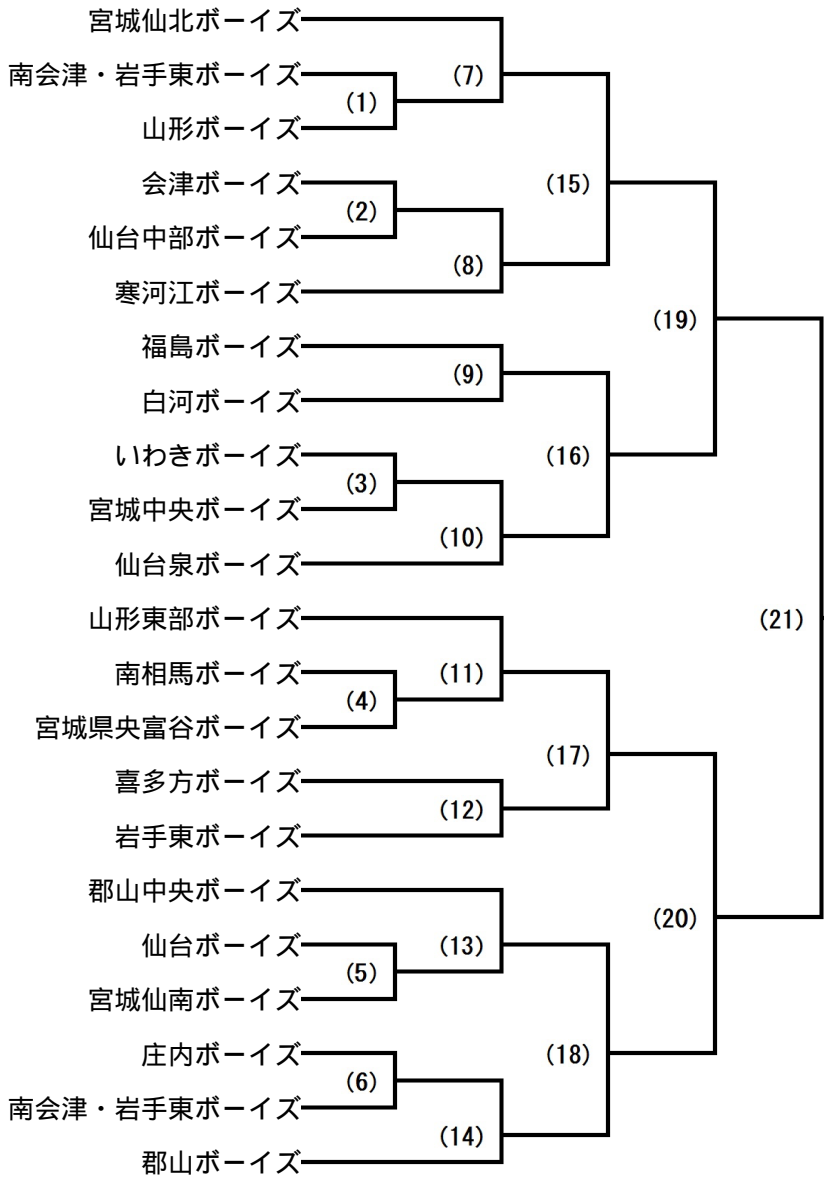 宮城仙北ボーイズ
南会津・岩手東ボーイズ
(7)
(1)
山形ボーイズ
会津ボーイズ
(15)
(2)
仙台中部ボーイズ
(8)
寒河江ボーイズ
(19)
福島ボーイズ
(9)
白河ボーイズ
いわきボーイズ
(16)
(3)
宮城中央ボーイズ
(10)
仙台泉ボーイズ
山形東部ボーイズ
(21)
南相馬ボーイズ
(11)
(4)
宮城県央富谷ボーイズ
(17)
喜多方ボーイズ
(12)
岩手東ボーイズ
郡山中央ボーイズ
(20)
仙台ボーイズ
(13)
(5)
宮城仙南ボーイズ
庄内ボーイズ
(18)
(6)
南会津・岩手東ボーイズ
(14)
郡山ボーイズ